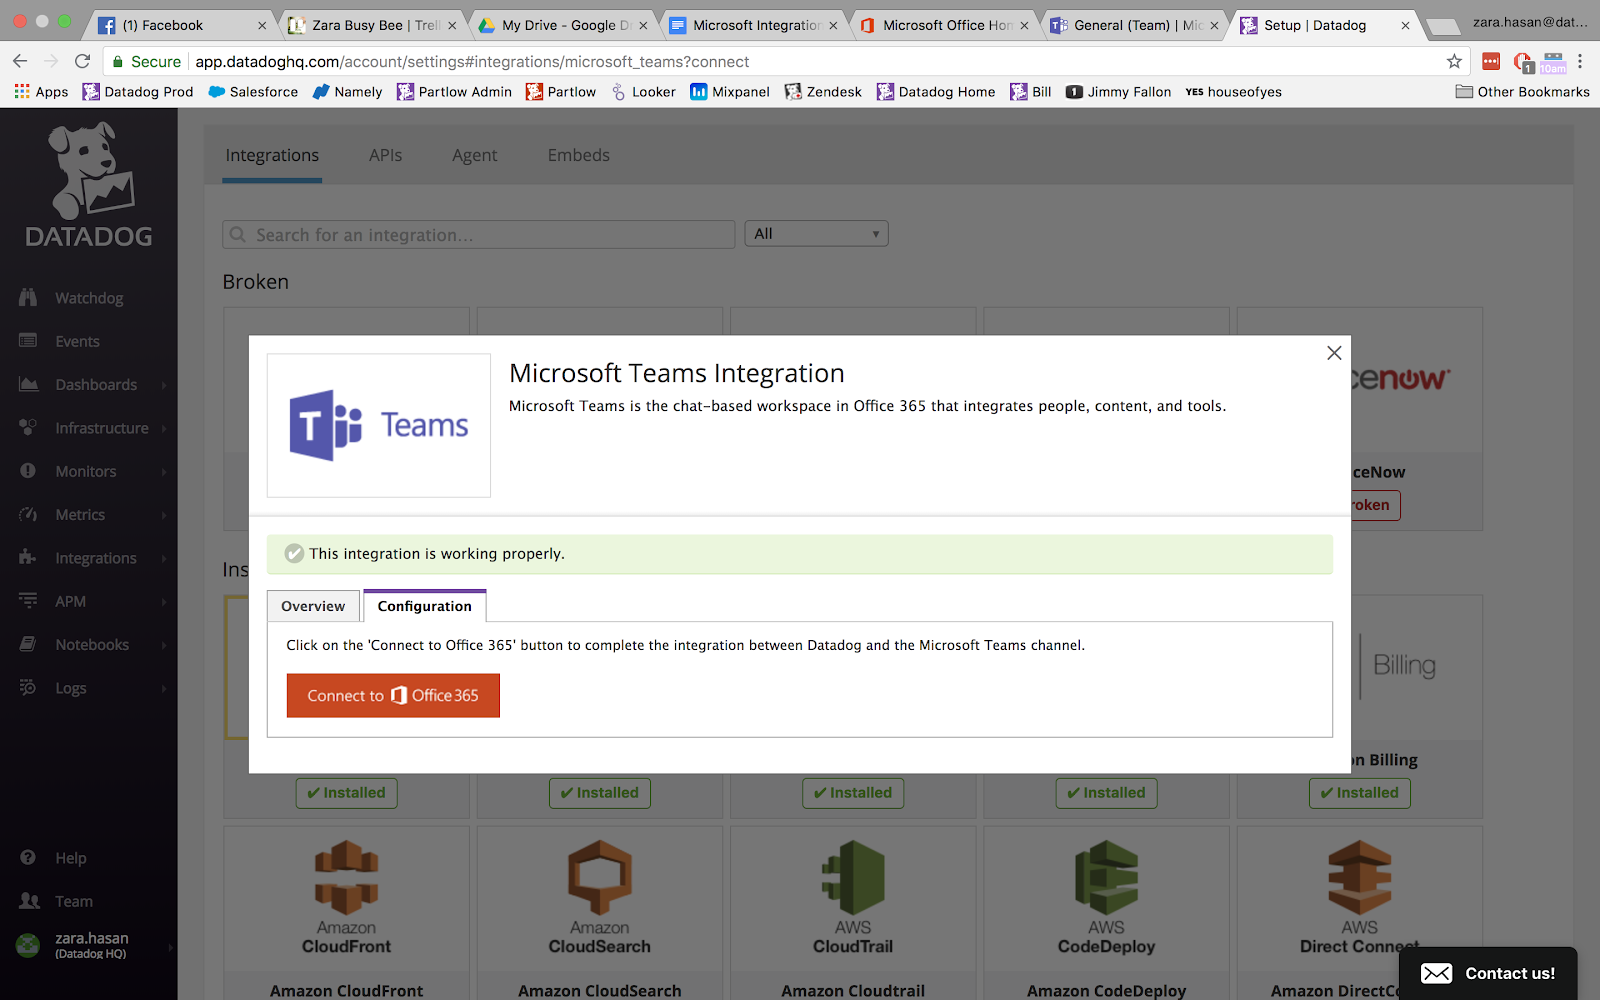 (1) Facebook
Zara Busy Bee | Trell
My Drive - Google Dr
Microsoft Integration
Microsoft Office Hom
General (Team) | Mic
Setup | Datadog
zara.hasan@dat...
Secure
app.datadoghq.com/account/settings#integrations/microsoft_teams?connect
1
10am
Apps
Datadog Prod
Salesforce
Namely
Partlow Admin
Partlow
Looker
Mixpanel
Zendesk
Datadog Home
Bill
Jimmy Fallon
YES houseofyes
Other Bookmarks
DATADOG
Watchdog
Events
Dashboards
Infrastructure
Monitors
Metrics
Integrations
APM
Notebooks
Logs
Help
Team
zara.hasan
(Datadog HQ)
Integrations
APIs
Agent
Embeds
Search for an integration...
All
Broken
cenow
ceNow
roken
Ins
Teams
Microsoft Teams Integration
Microsoft Teams is the chat-based workspace in Office 365 that integrates people, content, and tools.
This integration is working properly.
Overview
Configuration
Click on the 'Connect to Office 365' button to complete the integration between Datadog and the Microsoft Teams channel.
Connect to Office 365
Billing
on Billing
✔ Installed
✔ Installed
✔ Installed
✔ Installed
✔ Installed
Amazon
CloudFront
Amazon
CloudSearch
AWS
CloudTrail
AWS
CodeDeploy
AWS
Direct Connect
Amazon CloudFront
Amazon CloudSearch
Amazon Cloudtrail
Amazon CodeDeploy
Amazon DirectCo
Contact us!